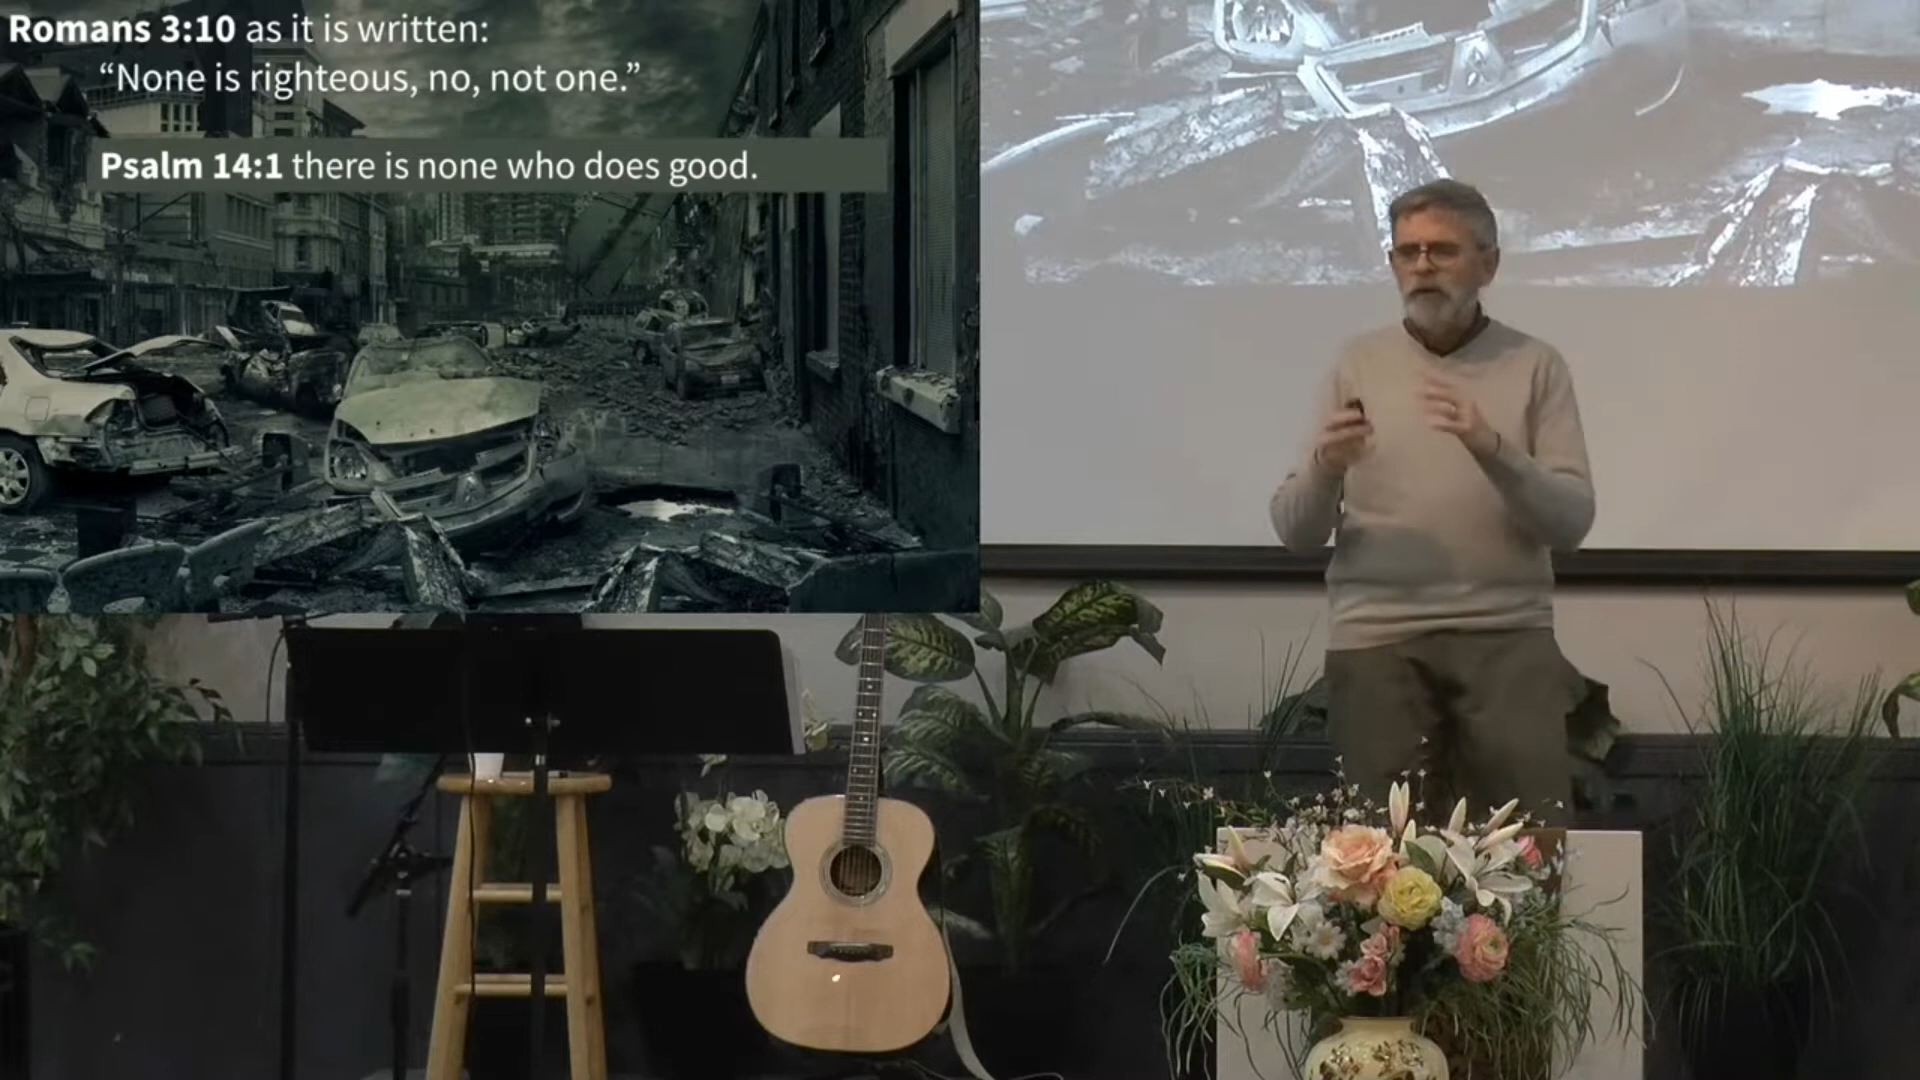 Romans 3:10 as it is written:
“None is righteous, no, not one.”
Psalm 14:1 there is none who does good.